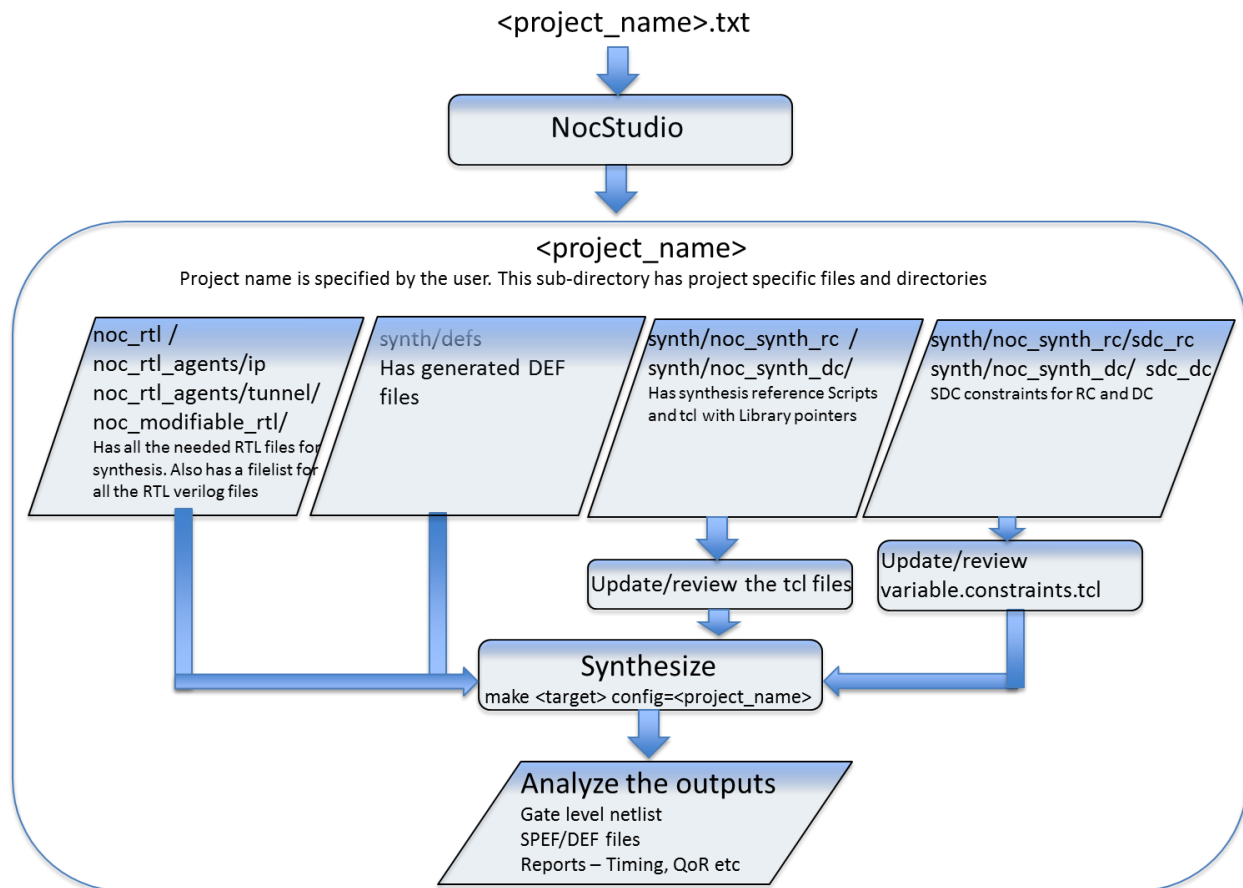 <project_name>.txt
NocStudio
<project_name>
Project name is specified by the user. This sub-directory has project specific files and directories
noc_rtl /
noc_rtl_agents/ip
noc_rtl_agents/tunnel/
noc_modifiable_rtl/
Has all the needed RTL files for
synthesis. Also has a filelist for
all the RTL verilog files
synth/defs
Has generated DEF
files
synth/noc_synth_rc /
synth/noc_synth_dc/
Has synthesis reference Scripts
and tcl with Library pointers
synth/noc_synth_rc/sdc_rc
synth/noc_synth_dc/ sdc_dc
SDC constraints for RC and DC
Update/review the tcl files
Update/review
variable.constraints.tcl
Synthesize
make <target> config=<project_name>
Analyze the outputs
Gate level netlist
SPEF/DEF files
Reports – Timing, QoR etc